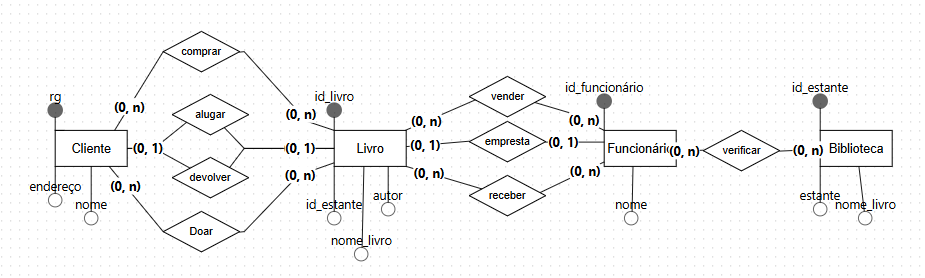 comprar
vender
rg
id_livro
id_funcionário
id_estante
(0, n)
(0, n)
alugar
(0, n)
(0, n)
Cliente
(0, 1)
(0, 1)
Livro
(0, 1)
empresta
(0, 1)
Funcionário
(0, n)
verificar
(0, n)
Biblioteca
devolver
(0, n)
(0, n)
(0, n)
(0, n)
endereço
nome
Doar
id_estante
autor
receber
nome
estante
nome_livro
nome_livro